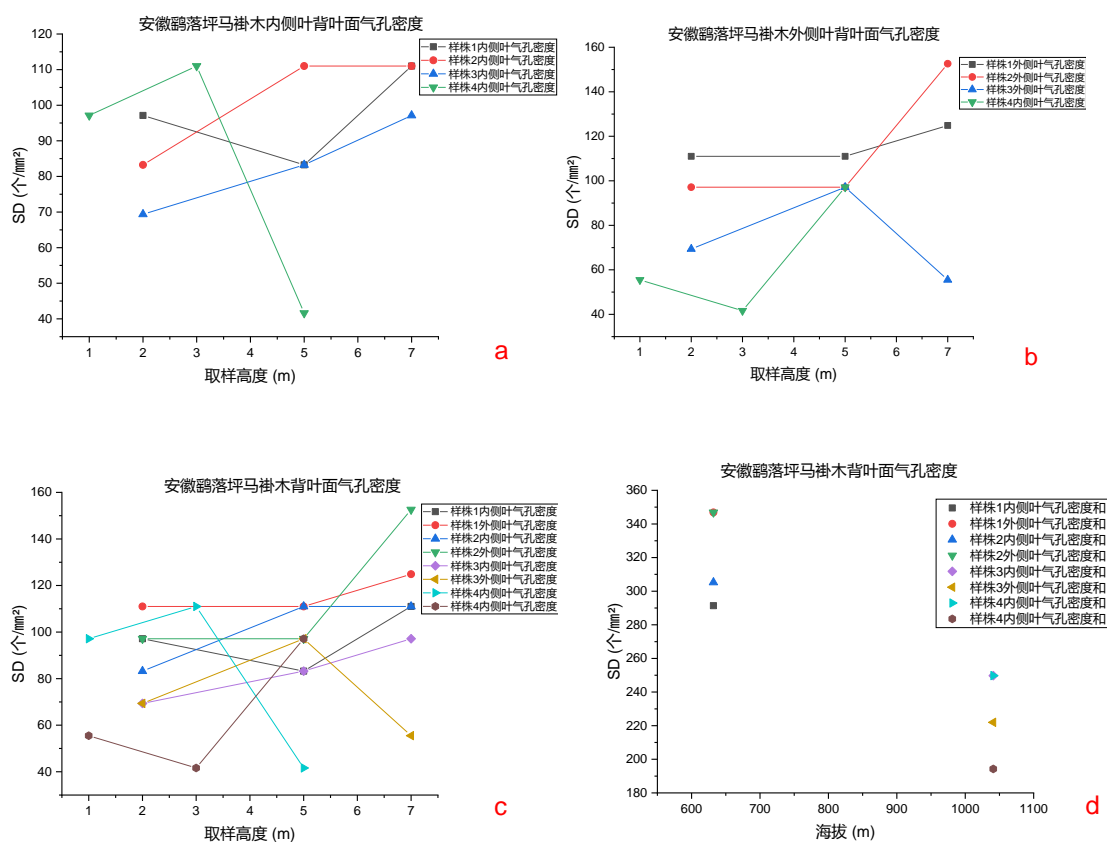 安徽鹞落坪马褂木内侧叶背叶面气孔密度
120
110
100
90
80
70
60
50
40
SD (个/mm²)
1 2 3 4 5 6 7
取样高度 (m)
样株1内侧叶气孔密度
样株2内侧叶气孔密度
样株3内侧叶气孔密度
样株4内侧叶气孔密度
a
安徽鹞落坪马褂木外侧叶背叶面气孔密度
160
140
120
100
80
60
40
SD (个/mm²)
1 2 3 4 5 6 7
取样高度 (m)
样株1外侧叶气孔密度
样株2外侧叶气孔密度
样株3外侧叶气孔密度
样株4内侧叶气孔密度
b
安徽鹞落坪马褂木背叶面气孔密度
160
140
120
100
80
60
40
SD (个/mm²)
1 2 3 4 5 6 7
取样高度 (m)
样株1内侧叶气孔密度
样株1外侧叶气孔密度
样株2内侧叶气孔密度
样株2外侧叶气孔密度
样株3内侧叶气孔密度
样株3外侧叶气孔密度
样株4内侧叶气孔密度
样株4内侧叶气孔密度
c
安徽鹞落坪马褂木背叶面气孔密度
360
340
320
300
280
260
240
220
200
180
SD (个/mm²)
600 700 800 900 1000 1100
海拔 (m)
样株1内侧叶气孔密度和
样株1外侧叶气孔密度和
样株2内侧叶气孔密度和
样株2外侧叶气孔密度和
样株3内侧叶气孔密度和
样株3外侧叶气孔密度和
样株4内侧叶气孔密度和
样株4内侧叶气孔密度和
d